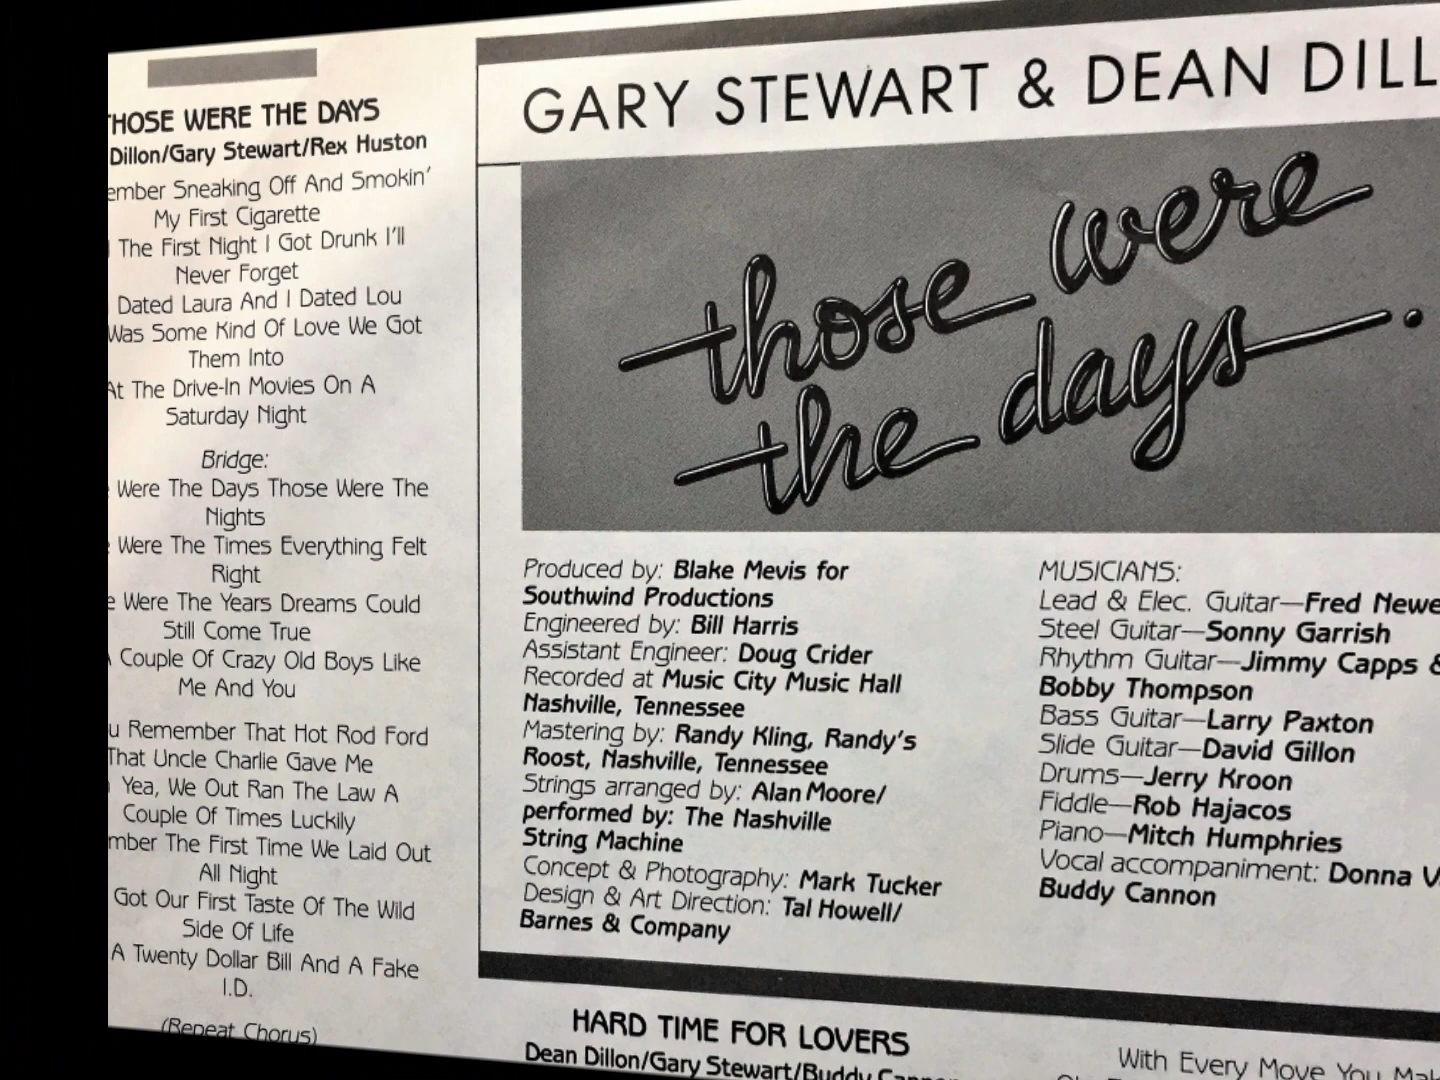 THOSE WERE THE DAYS
Dillon/Gary Stewart/Rex Huston
Sneaking Off And Smokin'
My First Cigarette
The First Night I Got Drunk I'll
Never Forget
Dated Laura And I Dated Lou
Was Some Kind Of Love We Got
Them Into
At The Drive-In Movies On A
Saturday Night
Bridge:
Were The Days Those Were The
Nights
Were The Times Everything Felt
Right
Were The Years Dreams Could
Still Come True
A Couple Of Crazy Old Boys Like
Me And You
Remember That Hot Rod Ford
That Uncle Charlie Gave Me
Yea, We Out Ran The Law A
Couple Of Times Luckily
The First Time We Laid Out
All Night
Got Our First Taste Of The Wild
Side Of Life
A Twenty Dollar Bill And A Fake
I.D.
(Repeat Chorus)
GARY STEWART & DEAN
those were
the days.
Produced by: Blake Mevis for
Southwind Productions
Engineered by: Bill Harris
Assistant Engineer: Doug Crider
Recorded at Music City Music Hall
Nashville, Tennessee
Mastering by: Randy Kling, Randy's
Roost, Nashville, Tennessee
Strings arranged by: Alan Moore/
performed by: The Nashville
String Machine
Concept & Photography: Mark Tucker
Design & Art Direction: Tal Howell/
Barnes & Company
MUSICIANS:
Lead & Elec. Guitar—Fred
Steel Guitar—Sonny Garrish
Rhythm Guitar—Jimmy Capps &
Bobby Thompson
Bass Guitar—Larry Paxton
Slide Guitar—David Gillon
Drums—Jerry Kroon
Fiddle—Rob Hajacos
Piano—Mitch Humphries
Vocal accompaniment: Donna
Buddy Cannon
HARD TIME FOR LOVERS
Dean Dillon/Gary Stewart/Buddy
With Every Move You